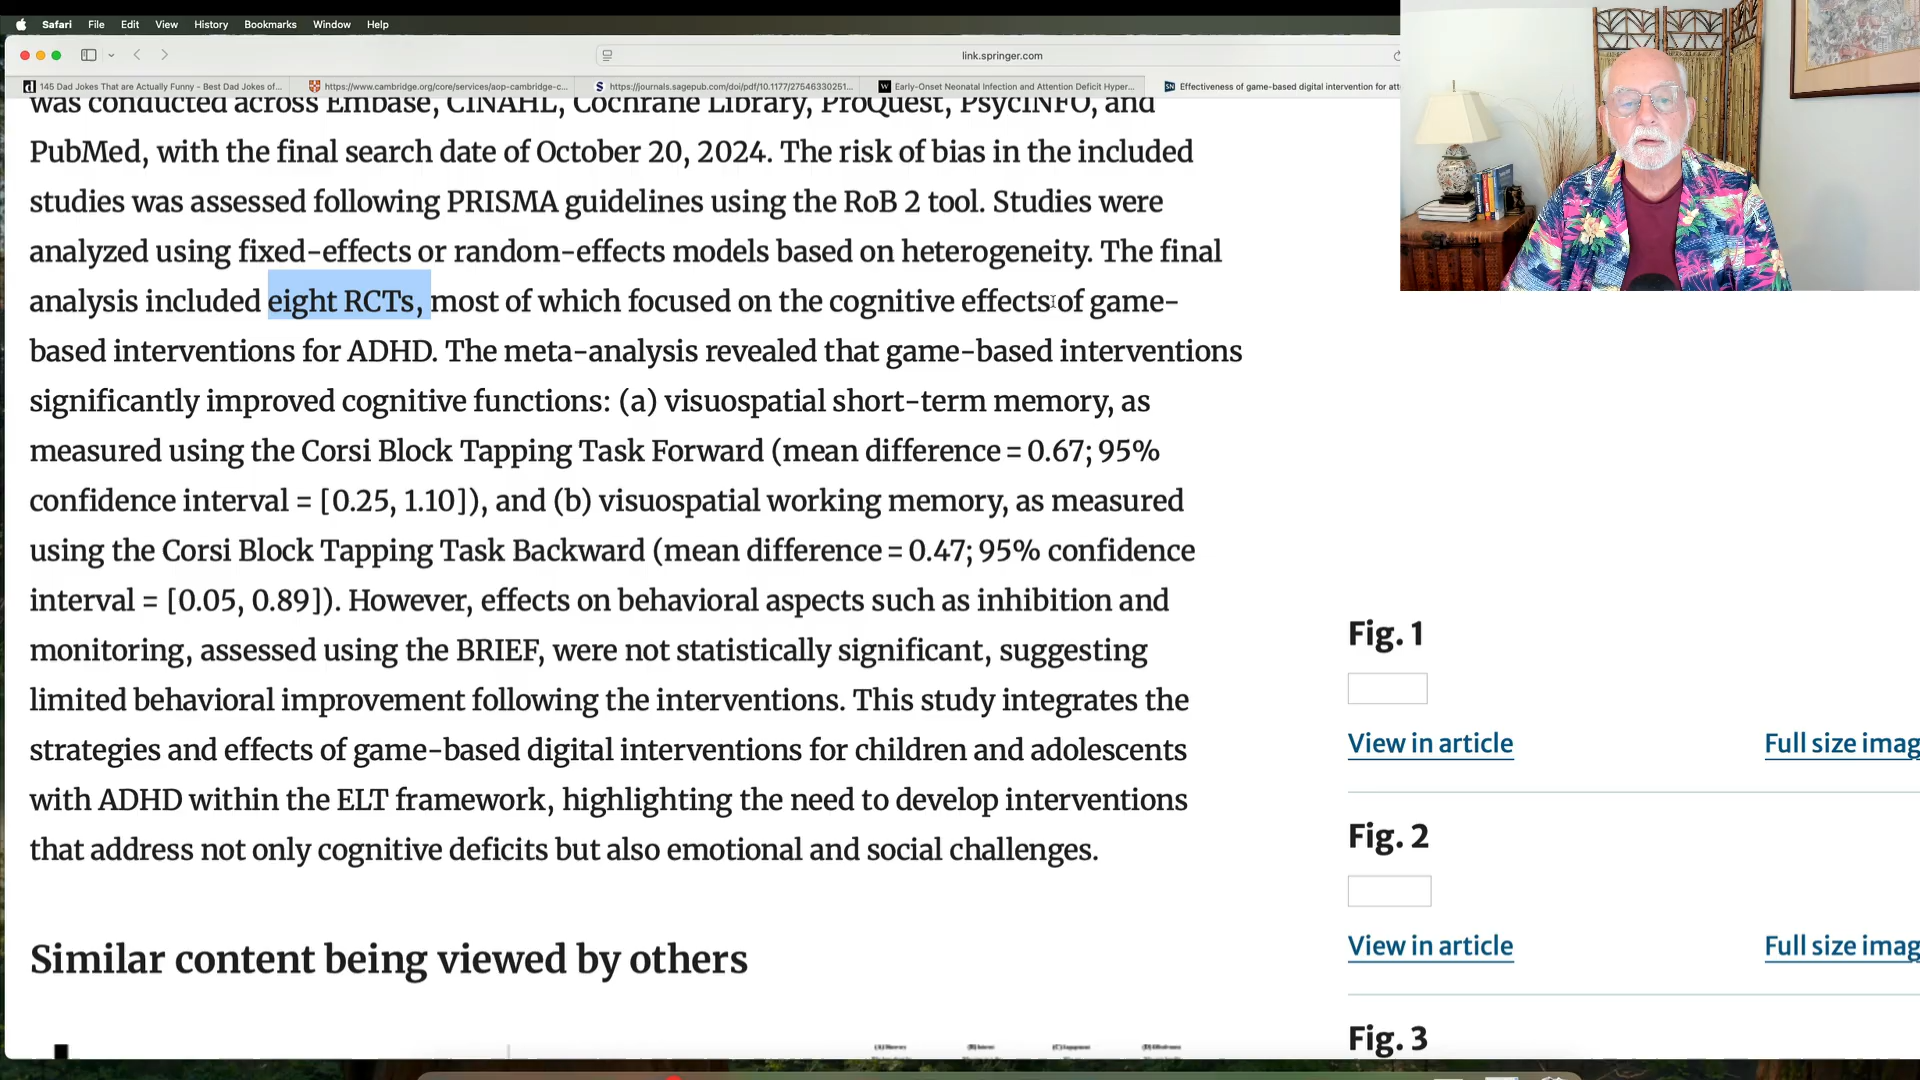 Safari File Edit View History Bookmarks Window Help
link.springer.com
145 Dad Jokes That are Actually Funny - Best Dad Jokes of...
https://www.cambridge.org/core/services/aop-cambridge-c...
https://journals.sagepub.com/doi/pdf/10.1177/27546330251...
Early-Onset Neonatal Infection and Attention Deficit Hyper...
Effectiveness of game-based digital intervention for att
was conducted across Embase, CINAHL, Cochrane Library, ProQuest, PsycINFO, and
PubMed, with the final search date of October 20, 2024. The risk of bias in the included
studies was assessed following PRISMA guidelines using the RoB 2 tool. Studies were
analyzed using fixed-effects or random-effects models based on heterogeneity. The final
analysis included eight RCTs, most of which focused on the cognitive effects of game-
based interventions for ADHD. The meta-analysis revealed that game-based interventions
significantly improved cognitive functions: (a) visuospatial short-term memory, as
measured using the Corsi Block Tapping Task Forward (mean difference = 0.67; 95%
confidence interval = [0.25, 1.10]), and (b) visuospatial working memory, as measured
using the Corsi Block Tapping Task Backward (mean difference = 0.47; 95% confidence
interval = [0.05, 0.89]). However, effects on behavioral aspects such as inhibition and
monitoring, assessed using the BRIEF, were not statistically significant, suggesting
limited behavioral improvement following the interventions. This study integrates the
strategies and effects of game-based digital interventions for children and adolescents
with ADHD within the ELT framework, highlighting the need to develop interventions
that address not only cognitive deficits but also emotional and social challenges.
Similar content being viewed by others
Fig. 1
View in article Full size imag
Fig. 2
View in article Full size imag
Fig. 3